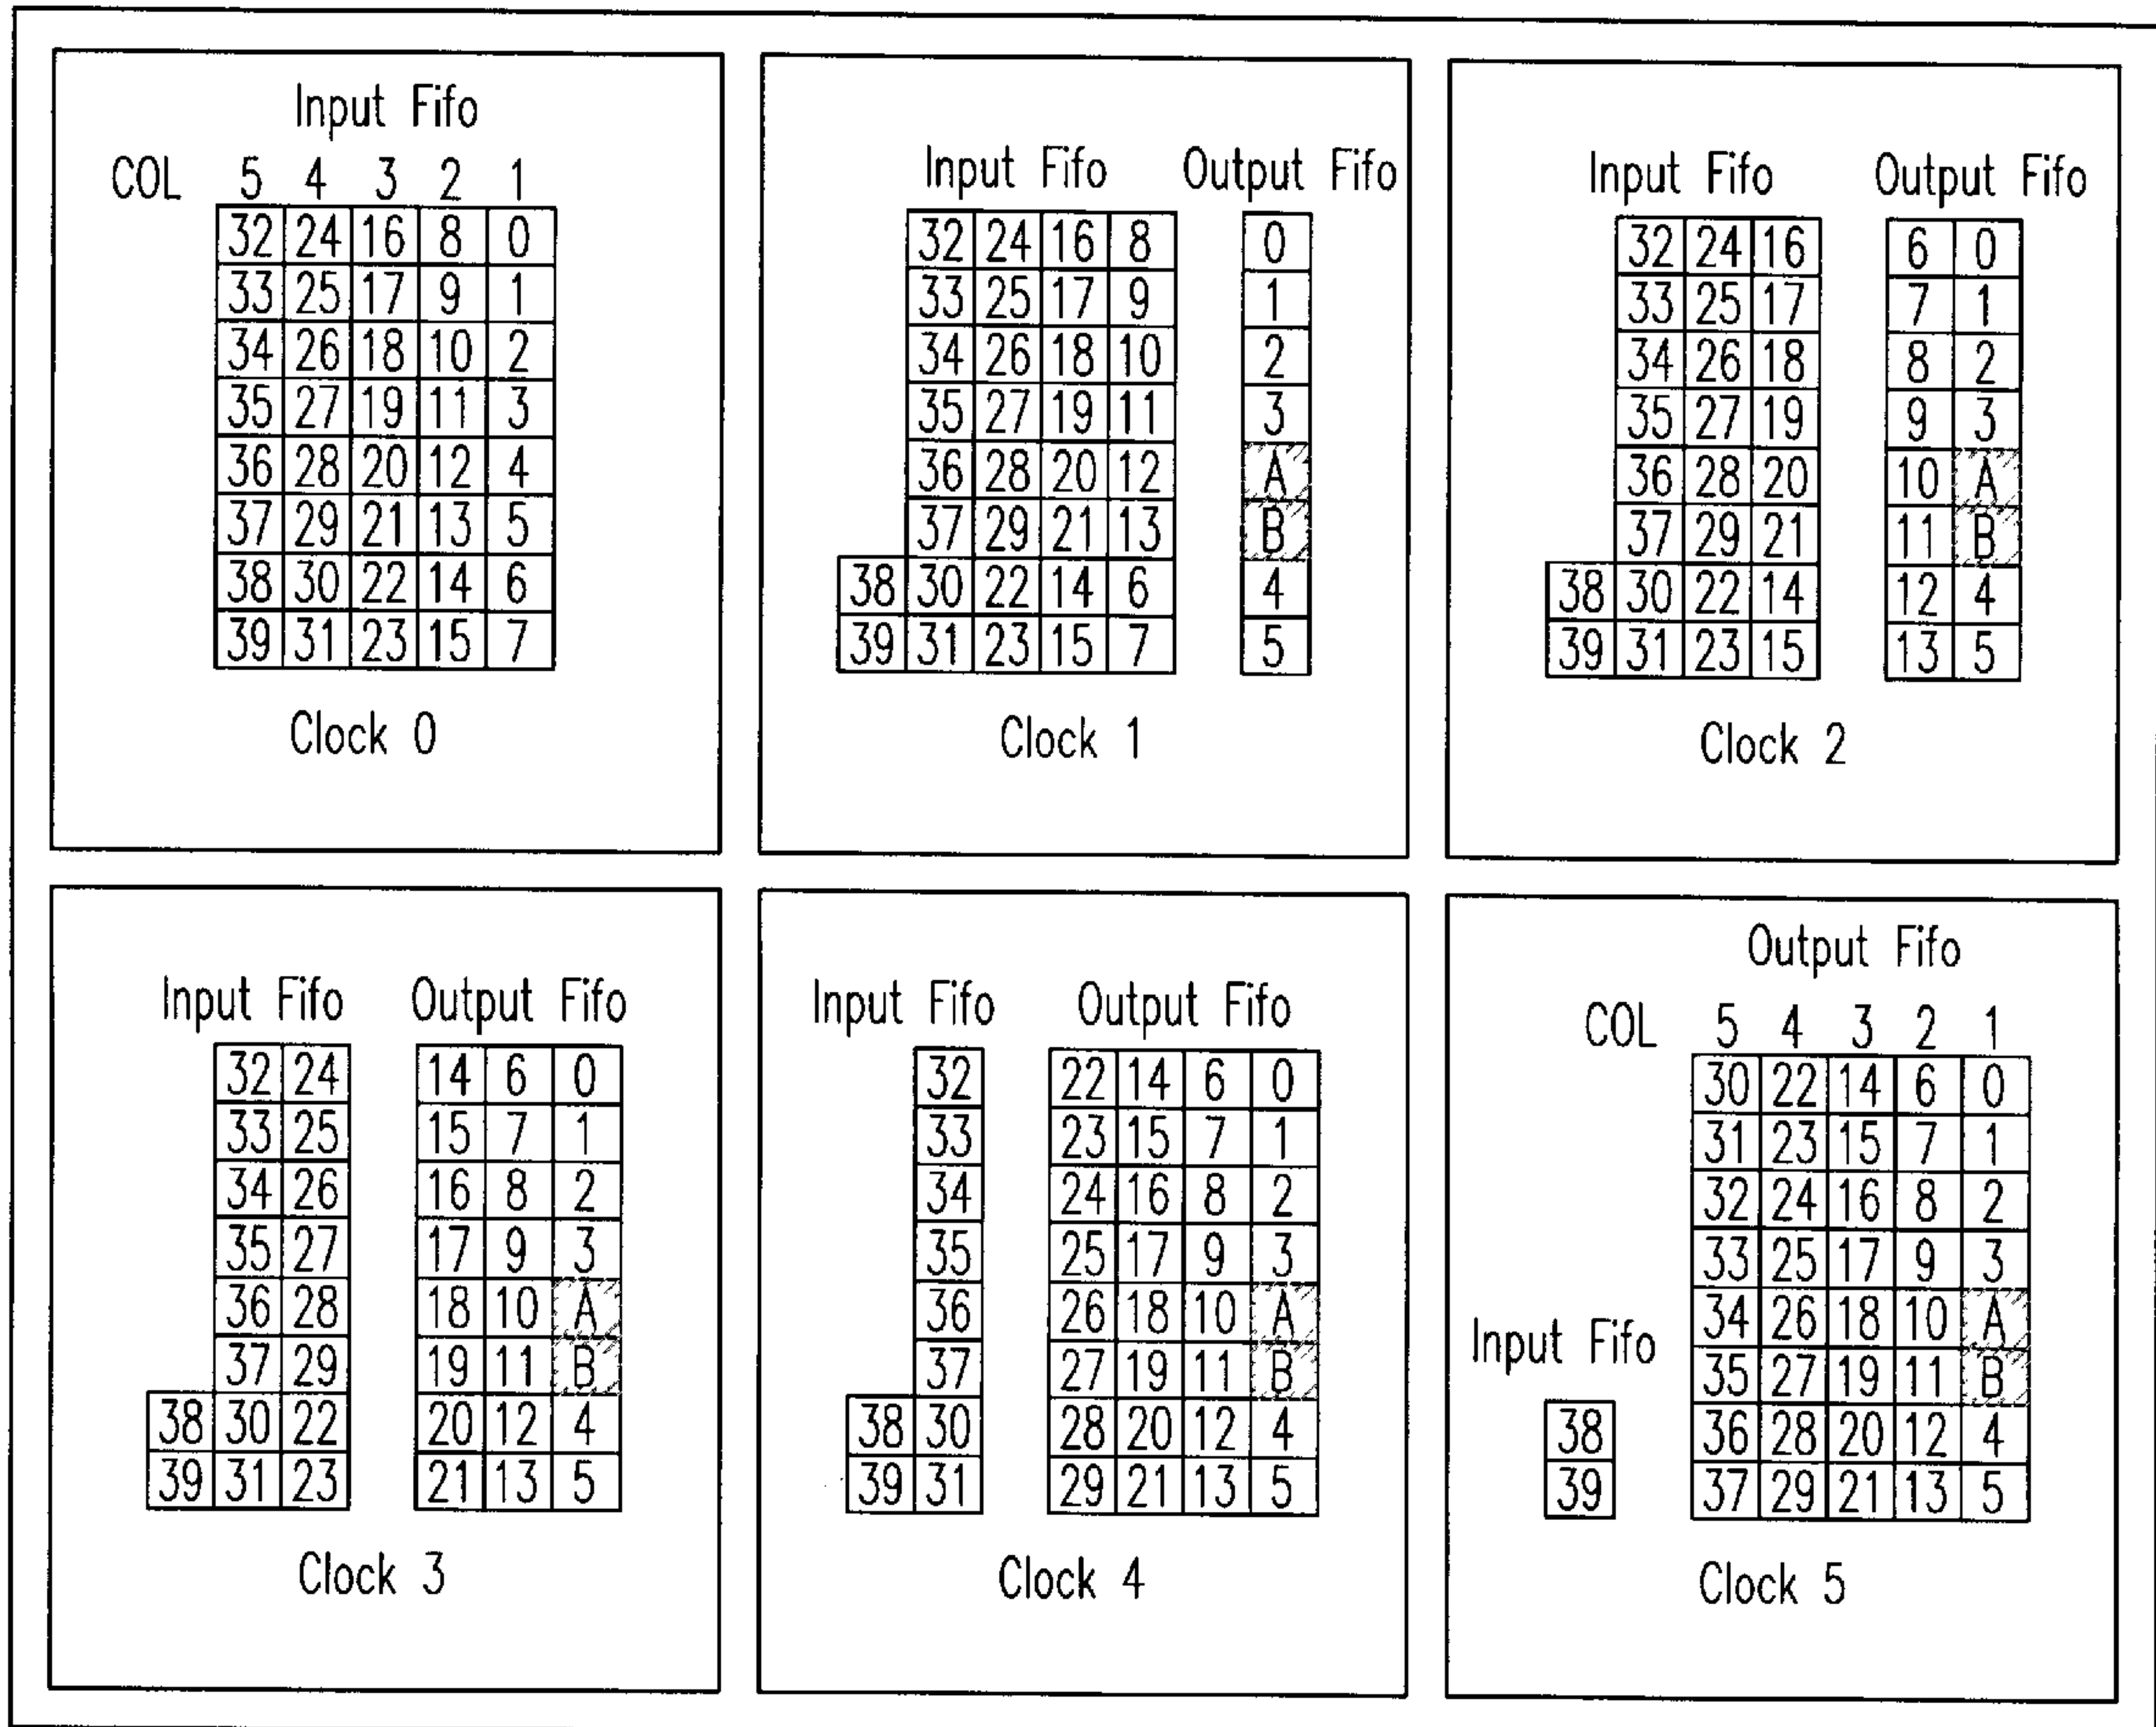 Input Fifo
COL 5 4 3 2 1
32 24 16 8 0
33 25 17 9 1
34 26 18 10 2
35 27 19 11 3
36 28 20 12 4
37 29 21 13 5
38 30 22 14 6
39 31 23 15 7
Clock 0
Input Fifo Output Fifo
32 24 16 8 0
33 25 17 9 1
34 26 18 10 2
35 27 19 11 3
36 28 20 12 A
37 29 21 13 B
38 30 22 14 6 4
39 31 23 15 7 5
Clock 1
Input Fifo Output Fifo
32 24 16 6 0
33 25 17 7 1
34 26 18 8 2
35 27 19 9 3
36 28 20 10 A
37 29 21 11 B
38 30 22 14 12 4
39 31 23 15 13 5
Clock 2
Input Fifo Output Fifo
32 24 14 6 0
33 25 15 7 1
34 26 16 8 2
35 27 17 9 3
36 28 18 10 A
37 29 19 11 B
38 30 22 20 12 4
39 31 23 21 13 5
Clock 3
Input Fifo Output Fifo
32 22 14 6 0
33 23 15 7 1
34 24 16 8 2
35 25 17 9 3
36 26 18 10 A
37 27 19 11 B
38 30 28 20 12 4
39 31 29 21 13 5
Clock 4
Output Fifo
COL 5 4 3 2 1
30 22 14 6 0
31 23 15 7 1
32 24 16 8 2
33 25 17 9 3
34 26 18 10 A
Input Fifo 35 27 19 11 B
38 36 28 20 12 4
39 37 29 21 13 5
Clock 5